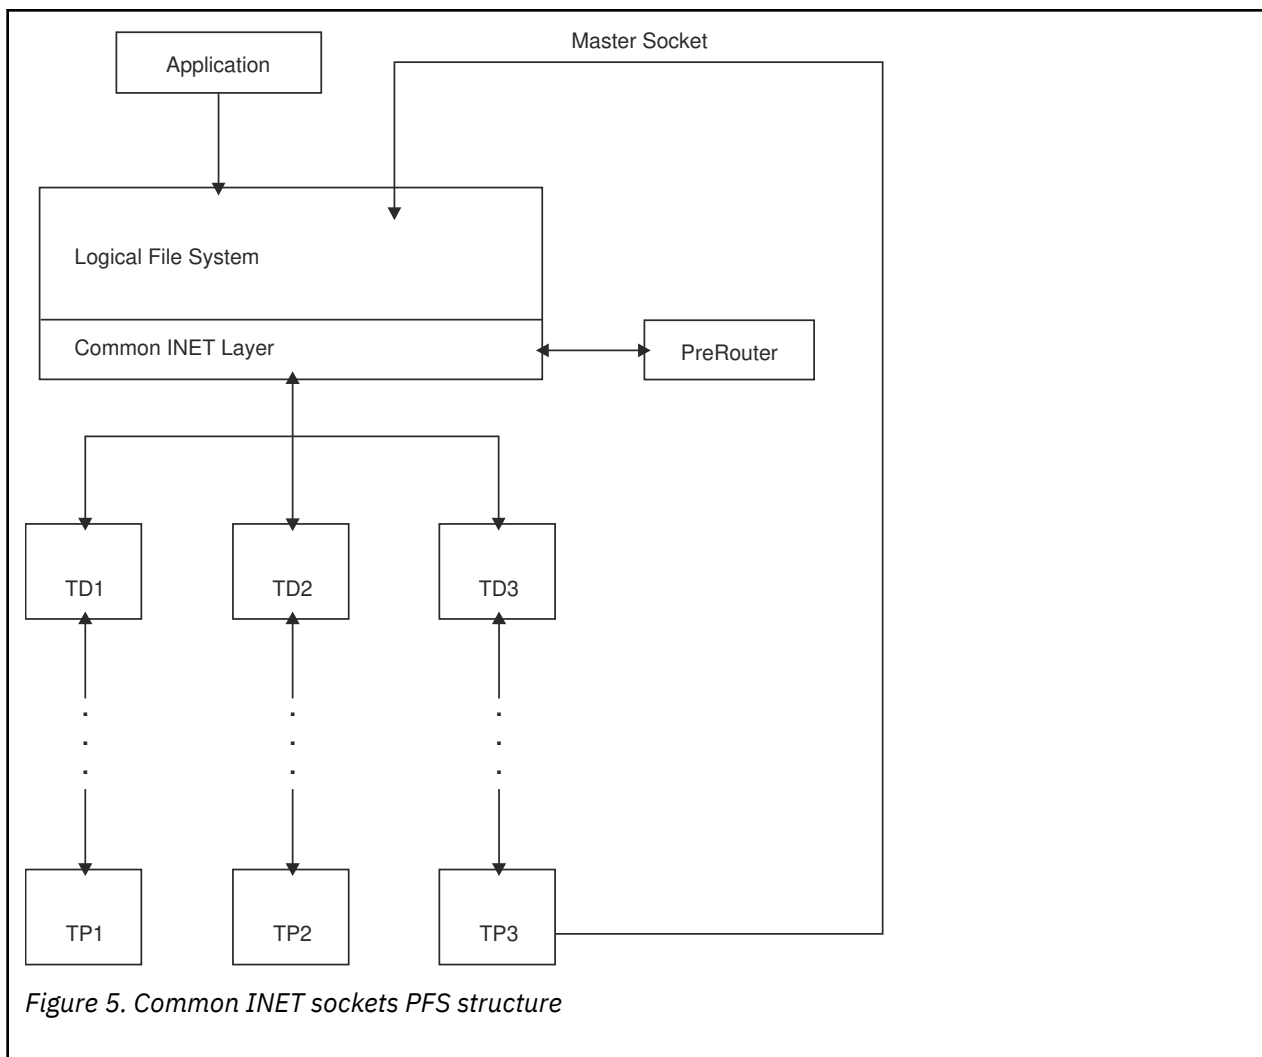 Master Socket
Application
Logical File System
Common INET Layer
PreRouter
TD1
TD2
TD3
TP1
TP2
TP3
Figure 5. Common INET sockets PFS structure